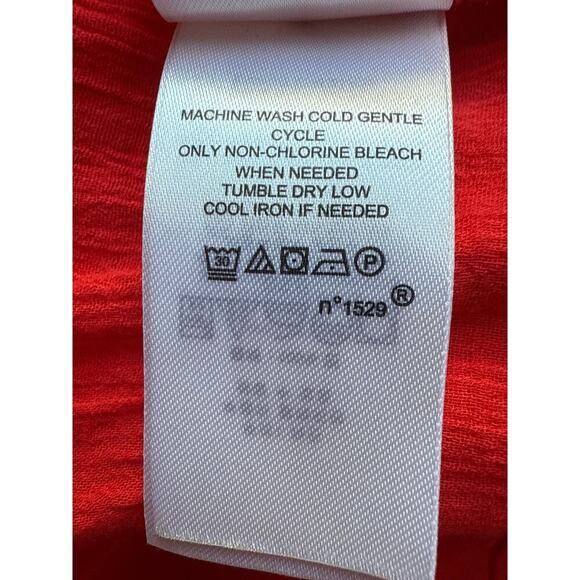 MACHINE WASH COLD GENTLE
CYCLE
ONLY NON-CHLORINE BLEACH
WHEN NEEDED
TUMBLE DRY LOW
COOL IRON IF NEEDED
30 P
n°1529®